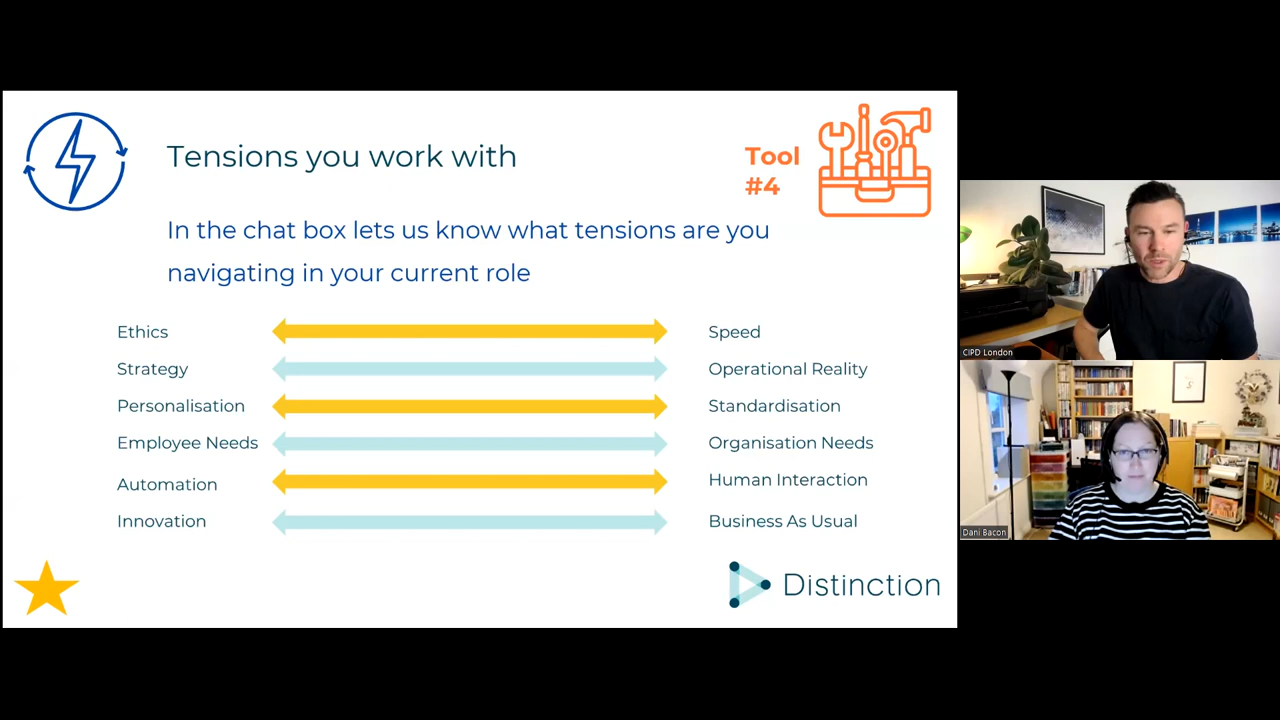 Tensions you work with
Tool
#4
In the chat box lets us know what tensions are you
navigating in your current role
Ethics
Speed
Strategy
Operational Reality
Personalisation
Standardisation
Employee Needs
Organisation Needs
Automation
Human Interaction
Innovation
Business As Usual
Distinction
CIPD London
Dani Bacon